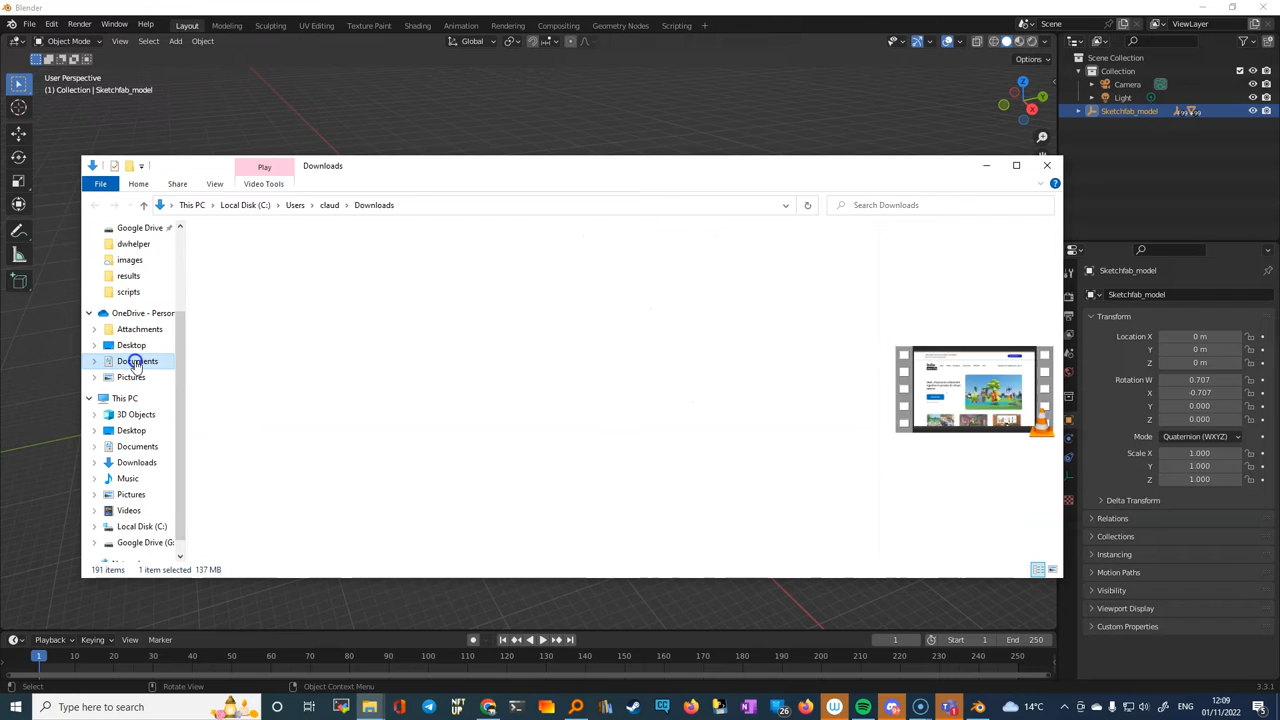 Blender
File Edit Render Window Help Layout Modeling Sculpting UV Editing Texture Paint Shading Animation Rendering Compositing Geometry Nodes Scripting + Scene ViewLayer
Object Mode View Select Add Object Global
Options
User Perspective
(1) Collection | Sketchfab_model
X
Y
Z
Scene Collection
Collection
Camera
Light
Sketchfab_model
Play Downloads
File Home Share View Video Tools
This PC > Local Disk (C:) > Users > claud > Downloads
Search Downloads
Google Drive
dwhelper
images
results
scripts
OneDrive - Person
Attachments
Desktop
Documents
Pictures
This PC
3D Objects
Desktop
Documents
Downloads
Music
Pictures
Videos
Local Disk (C:)
Google Drive (G:
191 items 1 item selected 137 MB
Sketchfab_model
Sketchfab_model
Transform
Location X 0 m
Y 0 m
Z 0 m
Rotation W 0.707
X -0.707
Y 0.000
Z 0.000
Mode Quaternion (WXYZ)
Scale X 1.000
Y 1.000
Z 1.000
Delta Transform
Relations
Collections
Instancing
Motion Paths
Visibility
Viewport Display
Custom Properties
Playback Keying View Marker 1 Start 1 End 250
1 10 20 30 40 50 60 70 80 90 100 110 120 130 140 150 160 170 180 190 200 210 220 230 240 250
Select Rotate View Object Context Menu 3.3.1
Type here to search
14°C
12:09
01/11/2022